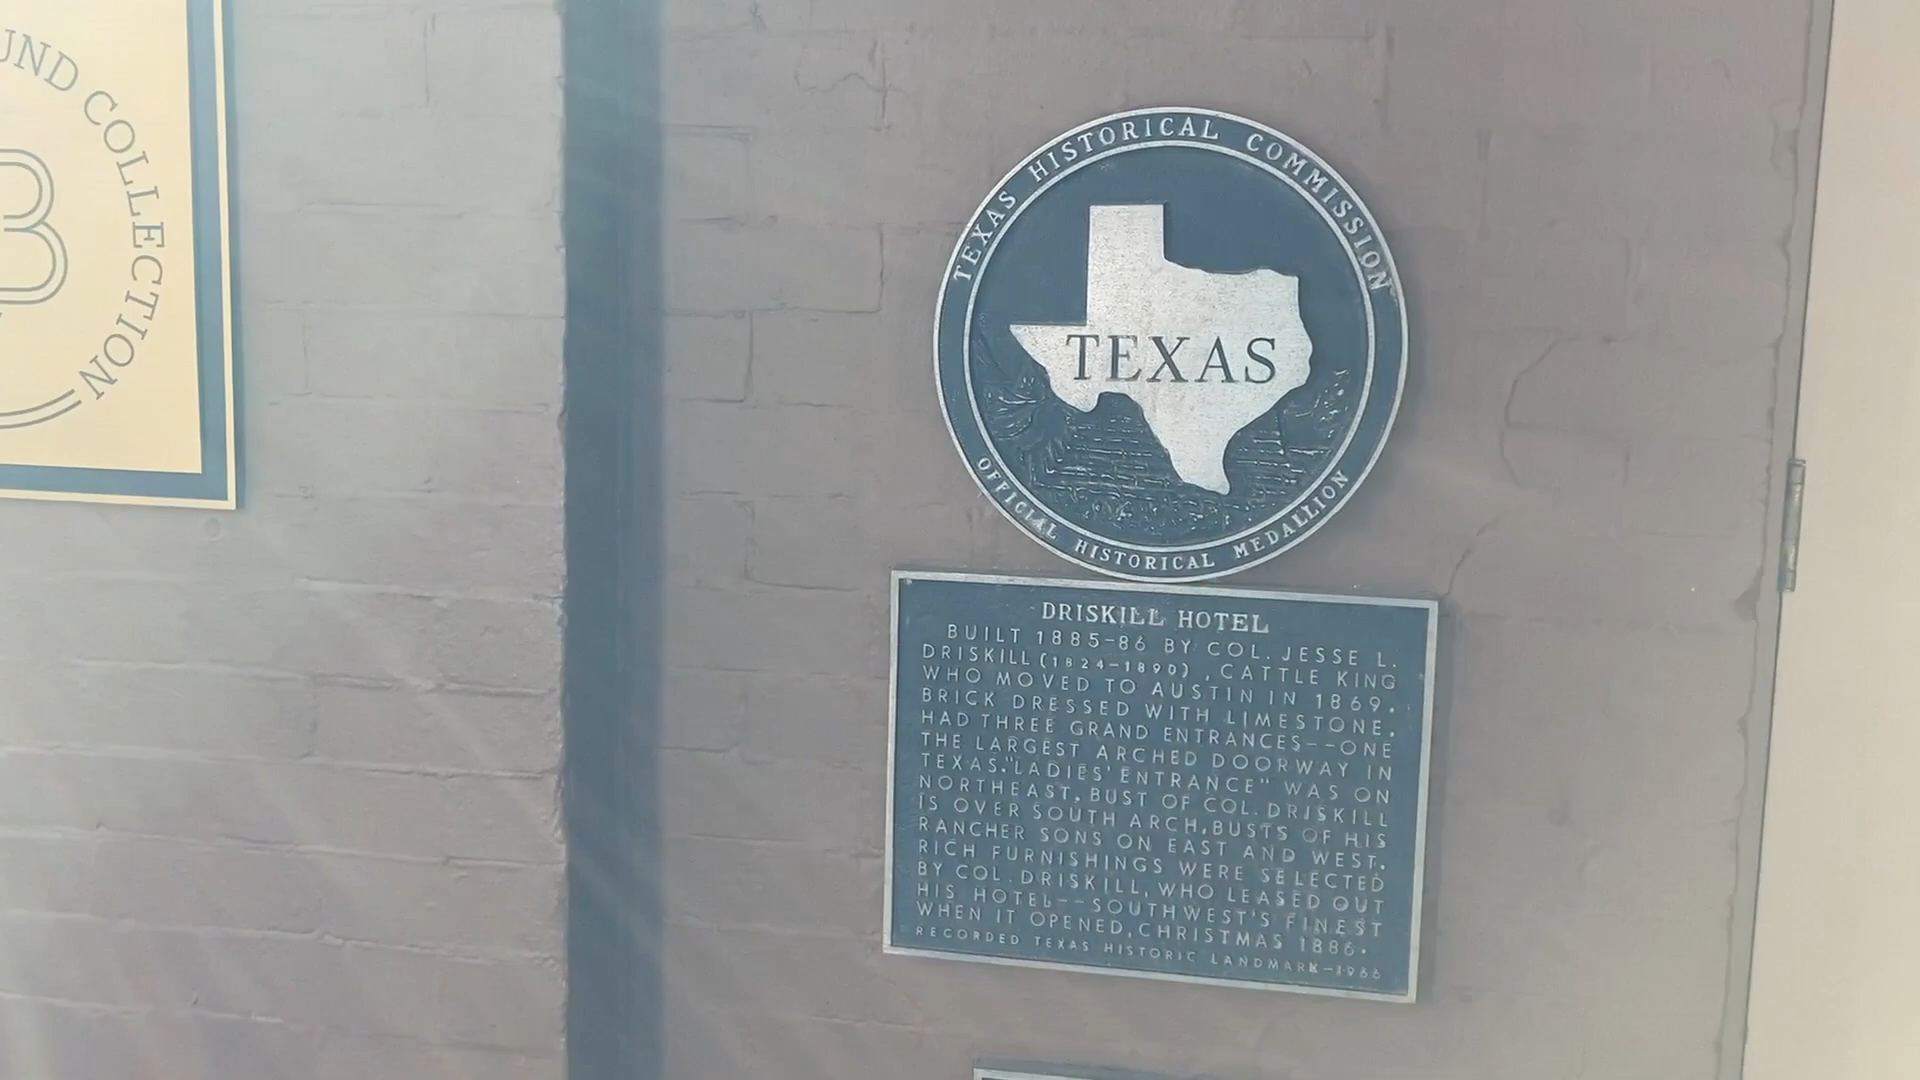 UND COLLECTION
B
TEXAS HISTORICAL COMMISSION
TEXAS
OFFICIAL HISTORICAL MEDALLION
DRISKILL HOTEL
BUILT 1885-86 BY COL. JESSE L.
DRISKILL (1824-1890), CATTLE KING
WHO MOVED TO AUSTIN IN 1869.
BRICK DRESSED WITH LIMESTONE.
HAD THREE GRAND ENTRANCES--ONE
THE LARGEST ARCHED DOORWAY IN
TEXAS. "LADIES' ENTRANCE" WAS ON
NORTHEAST. BUST OF COL. DRISKILL
IS OVER SOUTH ARCH, BUSTS OF HIS
RANCHER SONS ON EAST AND WEST.
RICH FURNISHINGS WERE SELECTED
BY COL. DRISKILL, WHO LEASED OUT
HIS HOTEL--SOUTHWEST'S FINEST
WHEN IT OPENED, CHRISTMAS 1886.
RECORDED TEXAS HISTORIC LANDMARK-1966